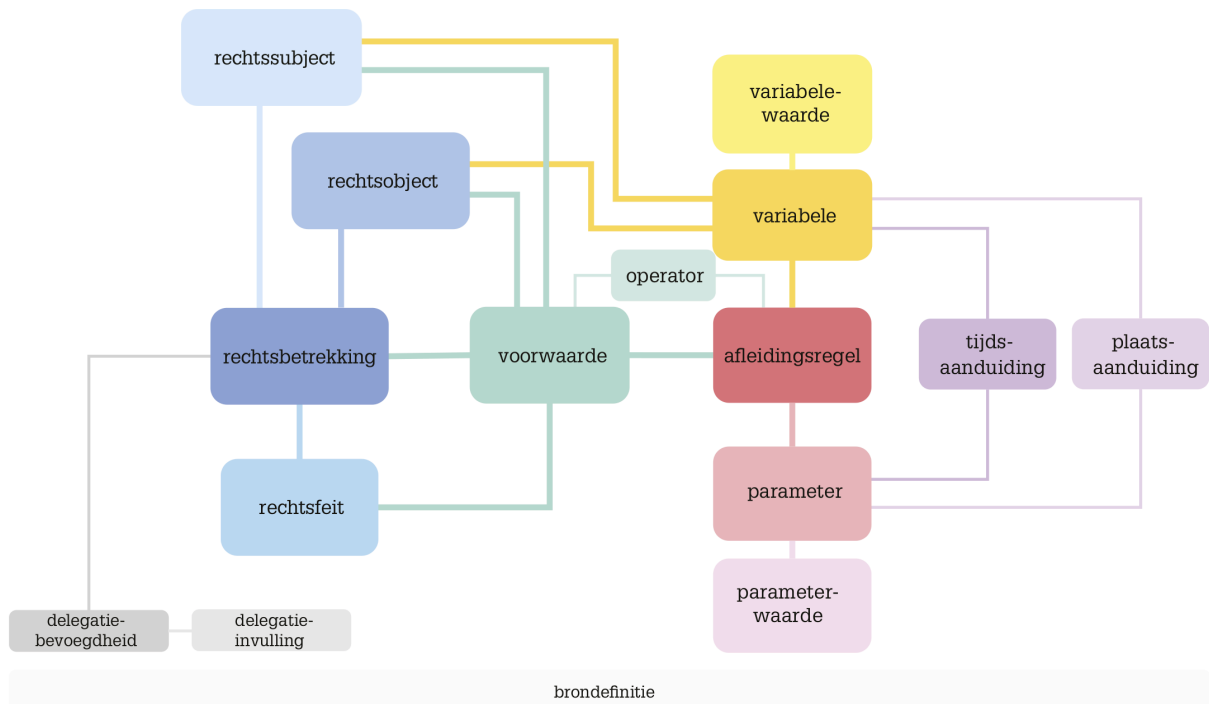 rechtssubject
variabele-
waarde
rechtsobject
variabele
operator
rechtsbetrekking
voorwaarde
afleidingsregel
tijds-
aanduiding
plaats-
aanduiding
rechtsfeit
parameter
parameter-
waarde
delegatie-
bevoegdheid
delegatie-
invulling
brondefinitie